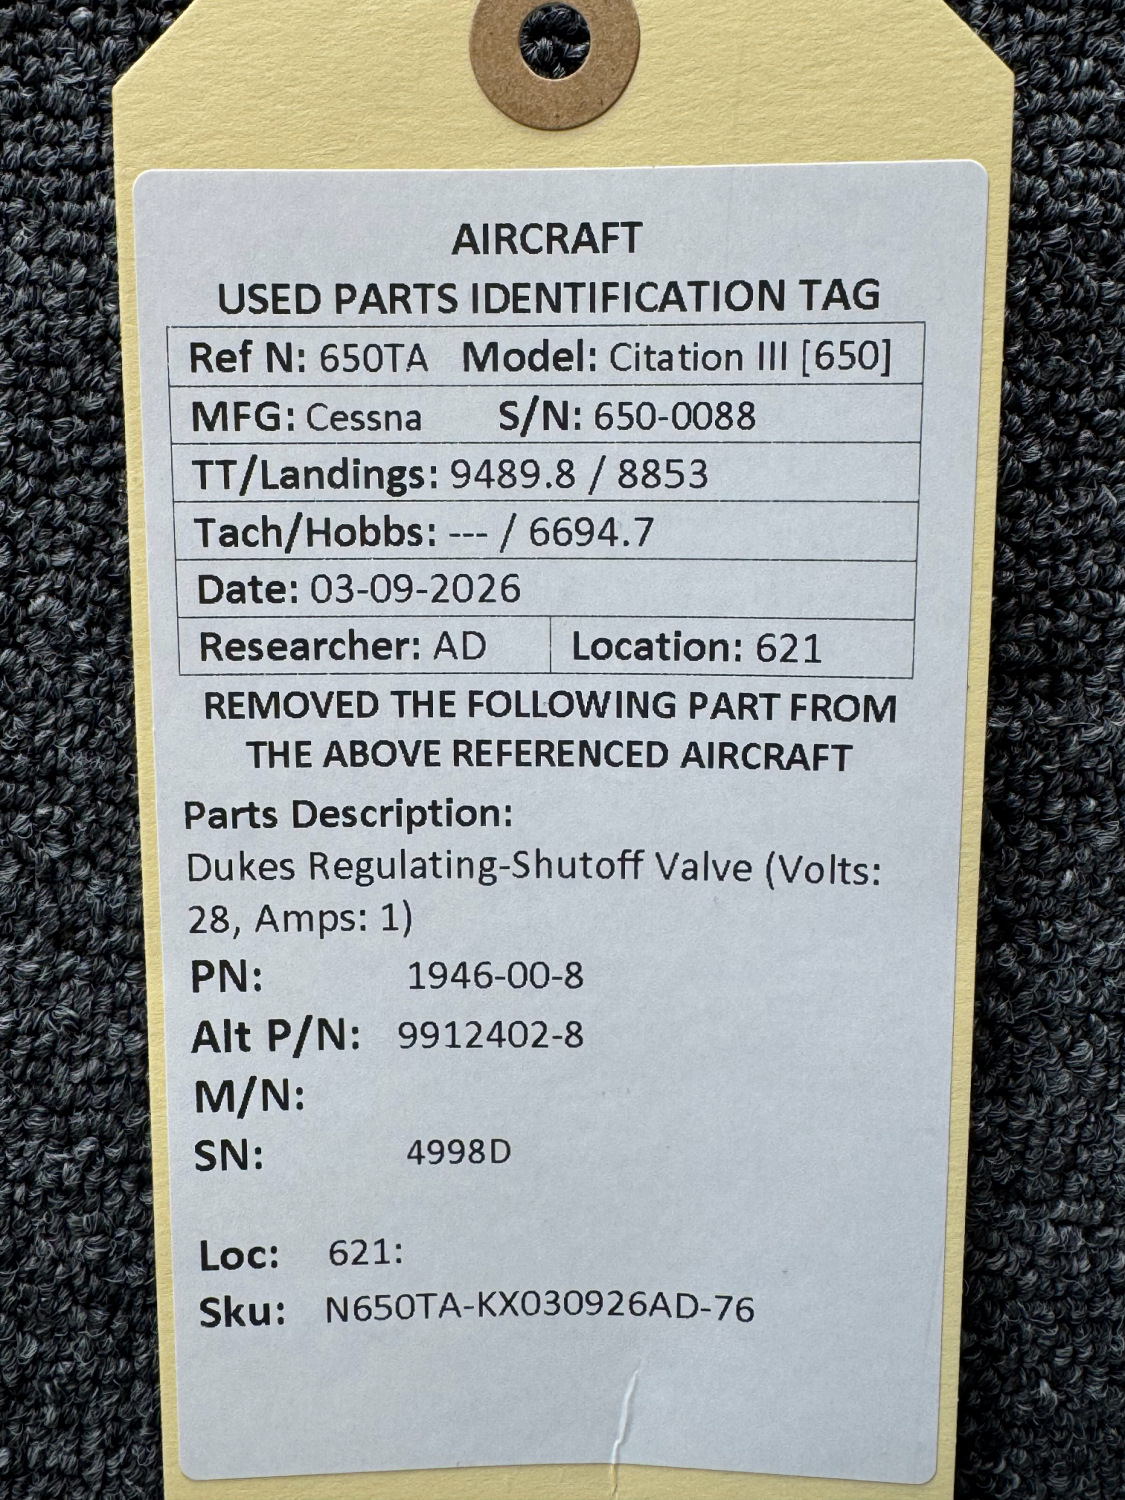 AIRCRAFT
USED PARTS IDENTIFICATION TAG
Ref N: 650TA Model: Citation III [650]
MFG: Cessna S/N: 650-0088
TT/Landings: 9489.8 / 8853
Tach/Hobbs: --- / 6694.7
Date: 03-09-2026
Researcher: AD Location: 621
REMOVED THE FOLLOWING PART FROM
THE ABOVE REFERENCED AIRCRAFT
Parts Description:
Dukes Regulating-Shutoff Valve (Volts:
28, Amps: 1)
PN: 1946-00-8
Alt P/N: 9912402-8
M/N:
SN: 4998D
Loc: 621:
Sku: N650TA-KX030926AD-76